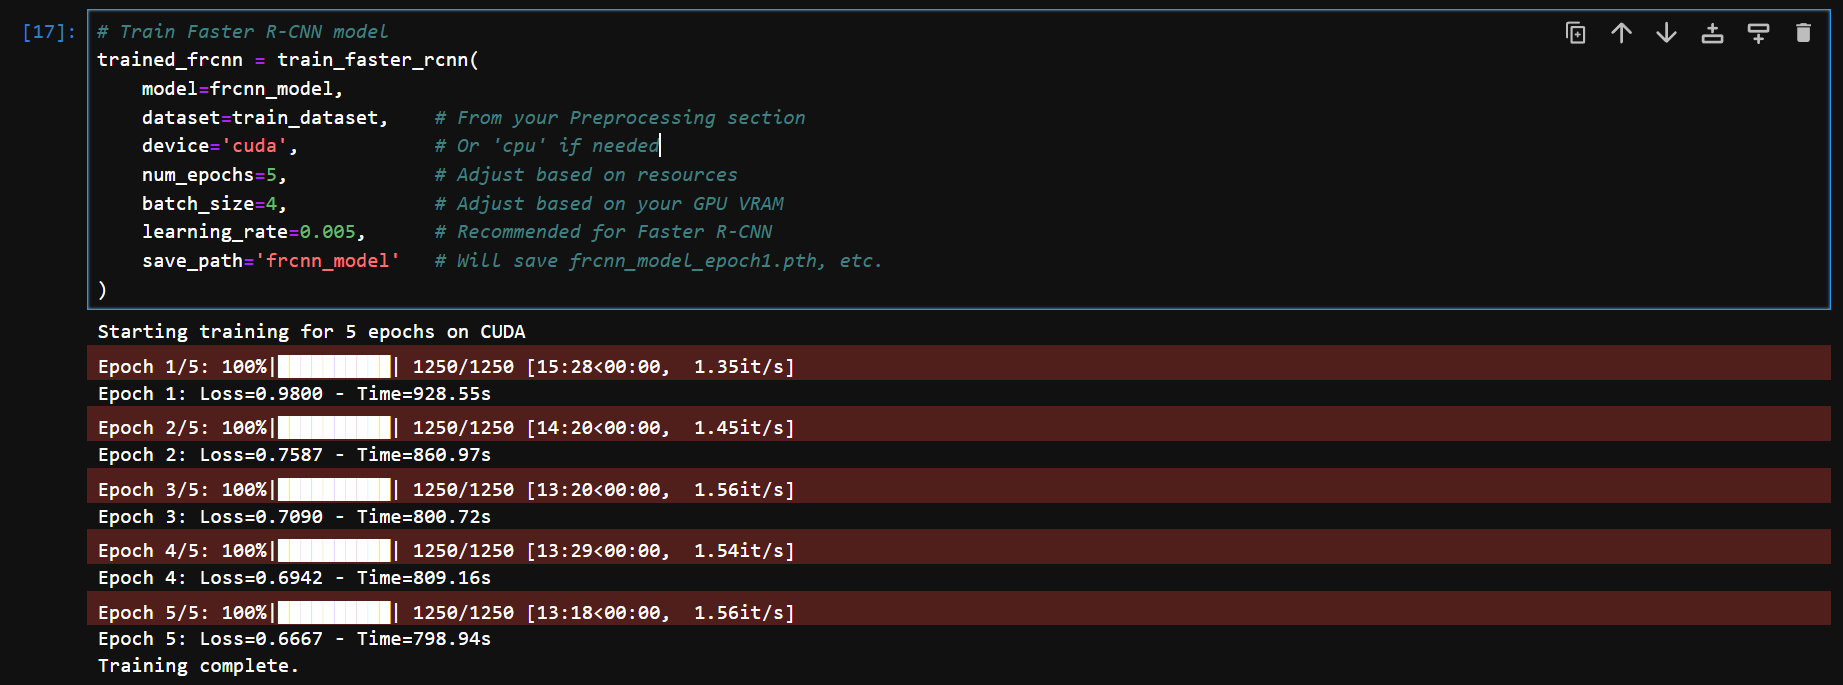 [17]:
# Train Faster R-CNN model
trained_frcnn = train_faster_rcnn(
    model=frcnn_model,
    dataset=train_dataset,    # From your Preprocessing section
    device='cuda',            # Or 'cpu' if needed
    num_epochs=5,             # Adjust based on resources
    batch_size=4,             # Adjust based on your GPU VRAM
    learning_rate=0.005,      # Recommended for Faster R-CNN
    save_path='frcnn_model'   # Will save frcnn_model_epoch1.pth, etc.
)
Starting training for 5 epochs on CUDA
Epoch 1/5: 100%|██████████| 1250/1250 [15:28<00:00,  1.35it/s]
Epoch 1: Loss=0.9800 - Time=928.55s
Epoch 2/5: 100%|██████████| 1250/1250 [14:20<00:00,  1.45it/s]
Epoch 2: Loss=0.7587 - Time=860.97s
Epoch 3/5: 100%|██████████| 1250/1250 [13:20<00:00,  1.56it/s]
Epoch 3: Loss=0.7090 - Time=800.72s
Epoch 4/5: 100%|██████████| 1250/1250 [13:29<00:00,  1.54it/s]
Epoch 4: Loss=0.6942 - Time=809.16s
Epoch 5/5: 100%|██████████| 1250/1250 [13:18<00:00,  1.56it/s]
Epoch 5: Loss=0.6667 - Time=798.94s
Training complete.